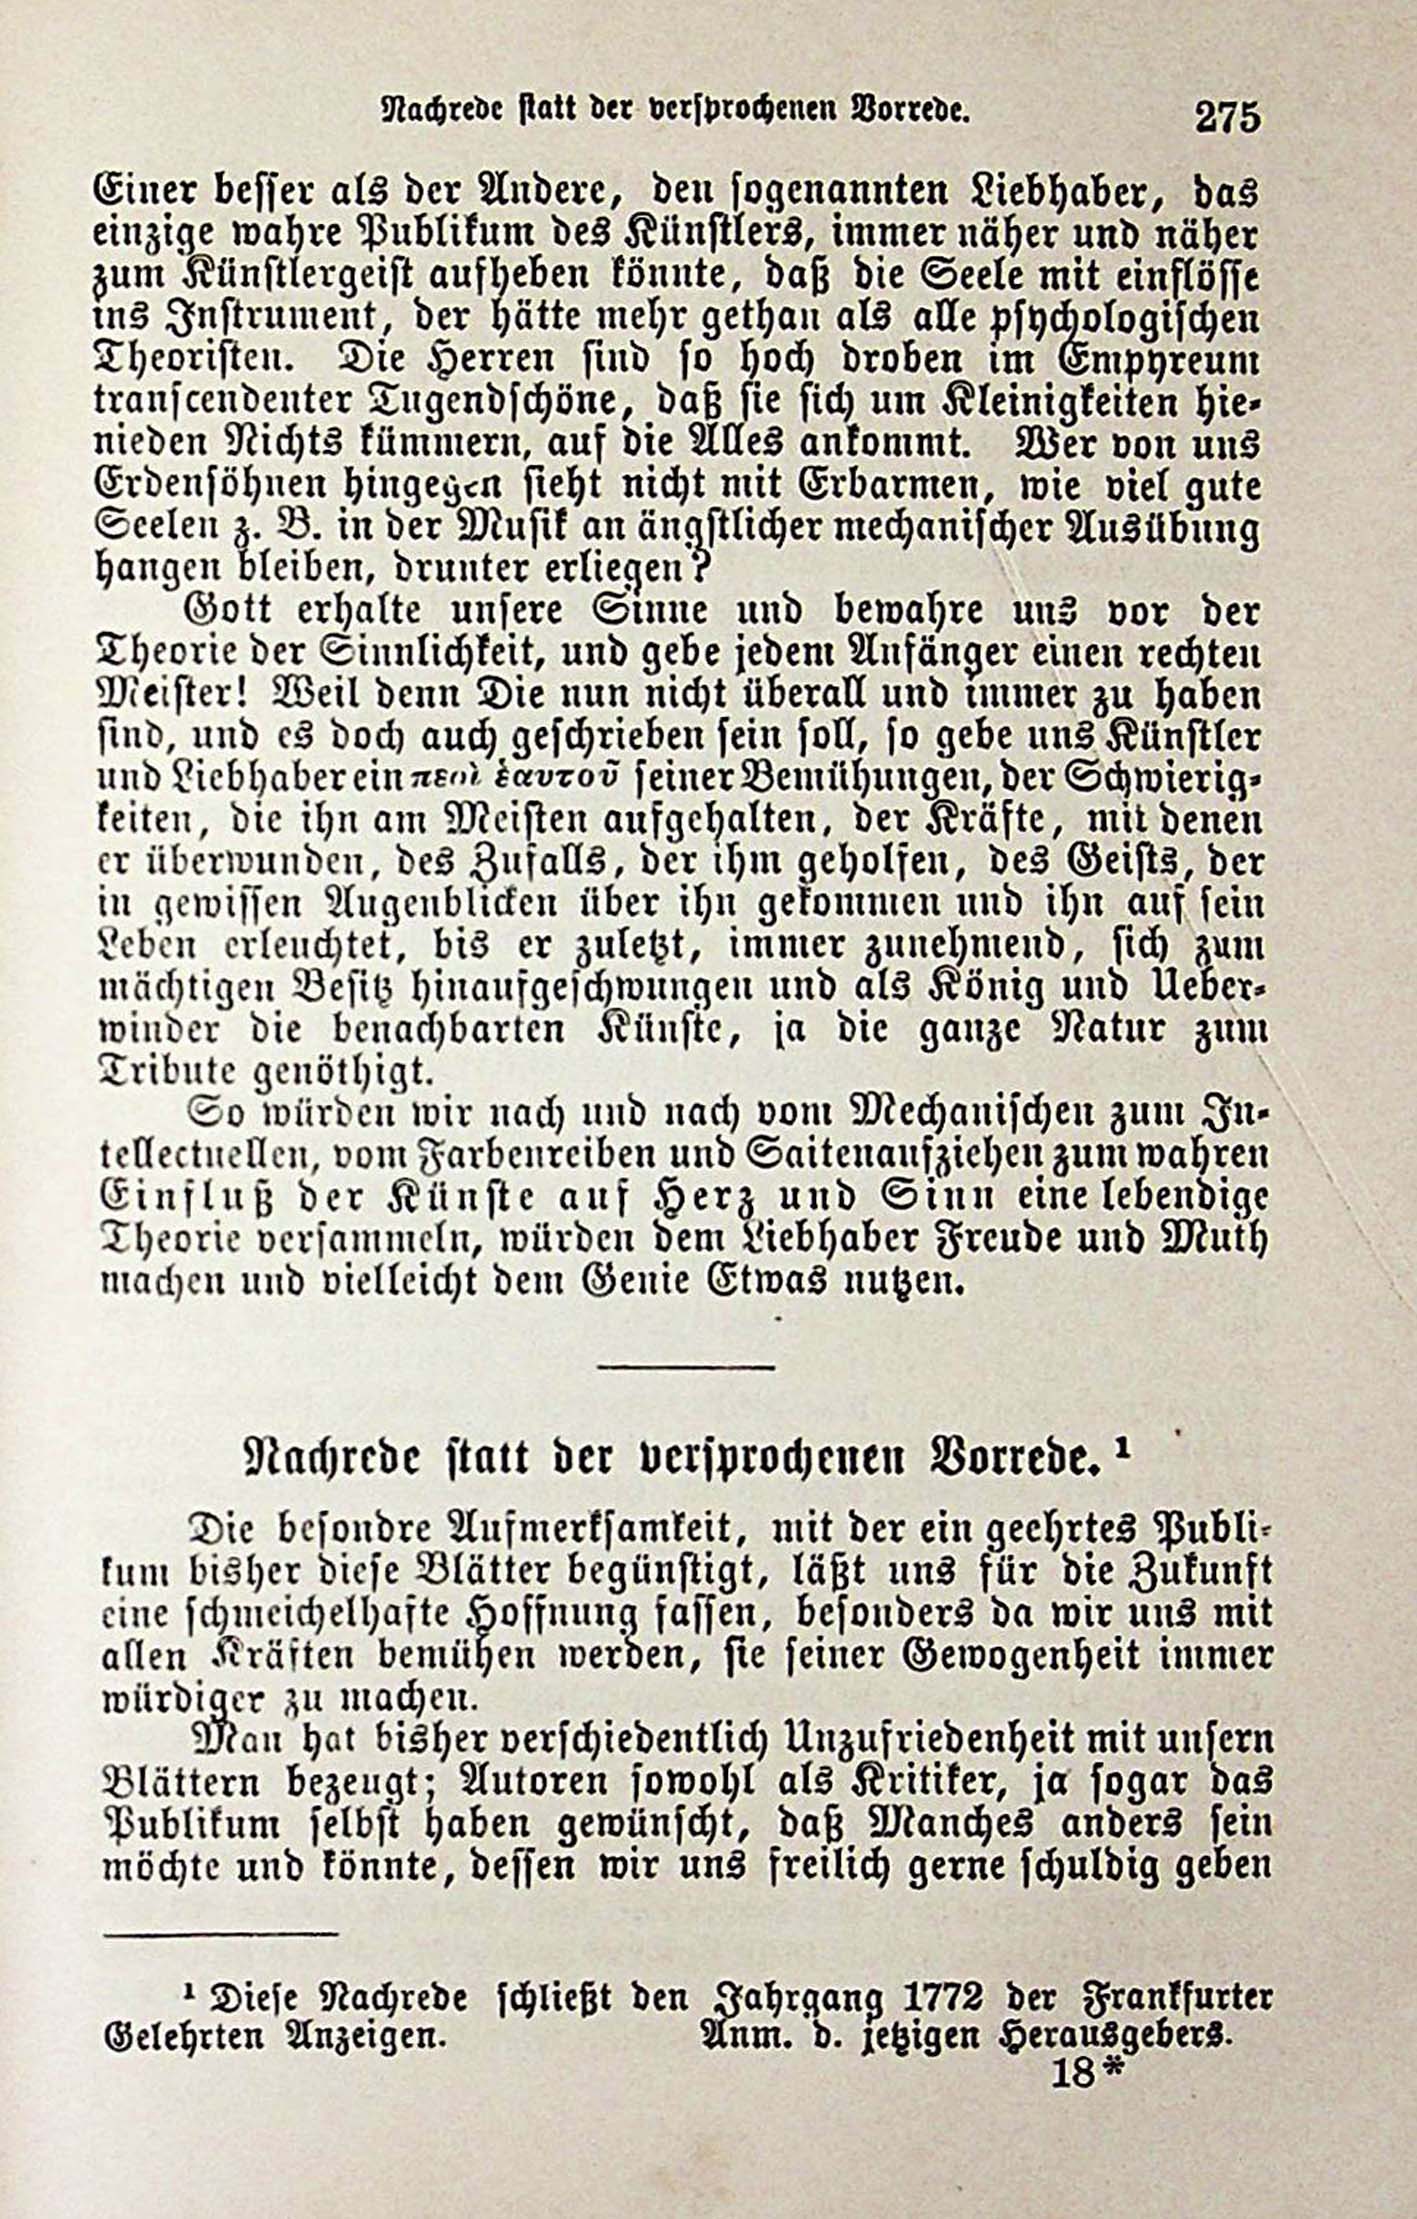 Nachrede statt der versprochenen Vorrede. 275
Einer besser als der Andere, den sogenannten Liebhaber, das
einzige wahre Publikum des Künstlers, immer näher und näher
zum Künstlergeist aufheben könnte, daß die Seele mit einflösse
ins Instrument, der hätte mehr gethan als alle psychologischen
Theoristen. Die Herren sind so hoch droben im Empyreum
transcendenter Tugendschöne, daß sie sich um Kleinigkeiten hie-
nieden Nichts kümmern, auf die Alles ankommt. Wer von uns
Erdensöhnen hingegen sieht nicht mit Erbarmen, wie viel gute
Seelen z. B. in der Musik an ängstlicher mechanischer Ausübung
hangen bleiben, drunter erliegen?
Gott erhalte unsere Sinne und bewahre uns vor der
Theorie der Sinnlichkeit, und gebe jedem Anfänger einen rechten
Meister! Weil denn Die nun nicht überall und immer zu haben
sind, und es doch auch geschrieben sein soll, so gebe uns Künstler
und Liebhaber ein περὶ ἑαυτοῦ seiner Bemühungen, der Schwierig-
keiten, die ihn am Meisten aufgehalten, der Kräfte, mit denen
er überwunden, des Zufalls, der ihm geholfen, des Geists, der
in gewissen Augenblicken über ihn gekommen und ihn auf sein
Leben erleuchtet, bis er zuletzt, immer zunehmend, sich zum
mächtigen Besitz hinaufgeschwungen und als König und Ueber-
winder die benachbarten Künste, ja die ganze Natur zum
Tribute genöthigt.
So würden wir nach und nach vom Mechanischen zum In-
tellectuellen, vom Farbenreiben und Saitenaufziehen zum wahren
Einfluß der Künste auf Herz und Sinn eine lebendige
Theorie versammeln, würden dem Liebhaber Freude und Muth
machen und vielleicht dem Genie Etwas nutzen.
Nachrede statt der versprochenen Vorrede. ¹
Die besondre Aufmerksamkeit, mit der ein geehrtes Publi-
kum bisher diese Blätter begünstigt, läßt uns für die Zukunft
eine schmeichelhafte Hoffnung fassen, besonders da wir uns mit
allen Kräften bemühen werden, sie seiner Gewogenheit immer
würdiger zu machen.
Man hat bisher verschiedentlich Unzufriedenheit mit unsern
Blättern bezeugt; Autoren sowohl als Kritiker, ja sogar das
Publikum selbst haben gewünscht, daß Manches anders sein
möchte und könnte, dessen wir uns freilich gerne schuldig geben
¹ Diese Nachrede schließt den Jahrgang 1772 der Frankfurter
Gelehrten Anzeigen. Anm. d. jetzigen Herausgebers.
18*